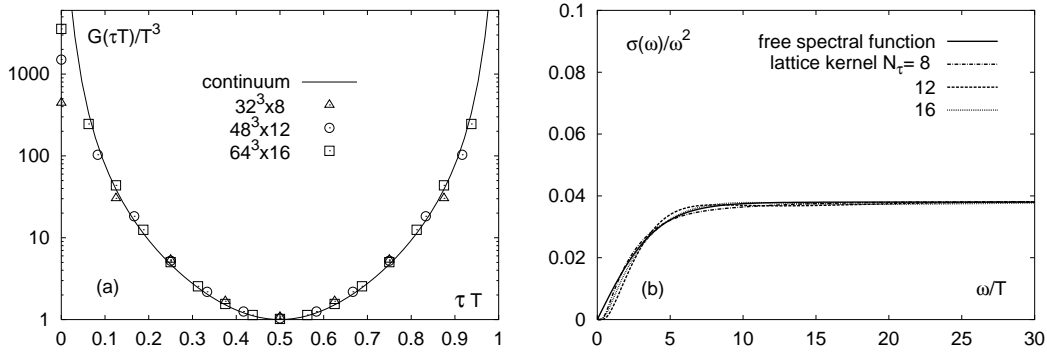 G(τT)/T³
continuum
32³x8
48³x12
64³x16
1000
100
10
1
(a)
τ T
0 0.1 0.2 0.3 0.4 0.5 0.6 0.7 0.8 0.9 1
σ(ω)/ω²
free spectral function
lattice kernel Nτ= 8
12
16
0.1
0.08
0.06
0.04
0.02
0
(b)
ω/T
0 5 10 15 20 25 30